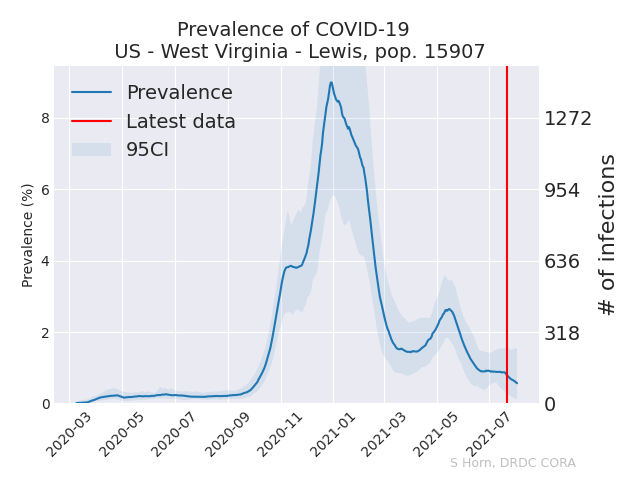 Prevalence of COVID-19
US - West Virginia - Lewis, pop. 15907
Prevalence
Latest data
95CI
Prevalence (%)
8
6
4
2
0
1272
954
636
318
0
# of infections
2020-03
2020-05
2020-07
2020-09
2020-11
2021-01
2021-03
2021-05
2021-07
S Horn, DRDC CORA